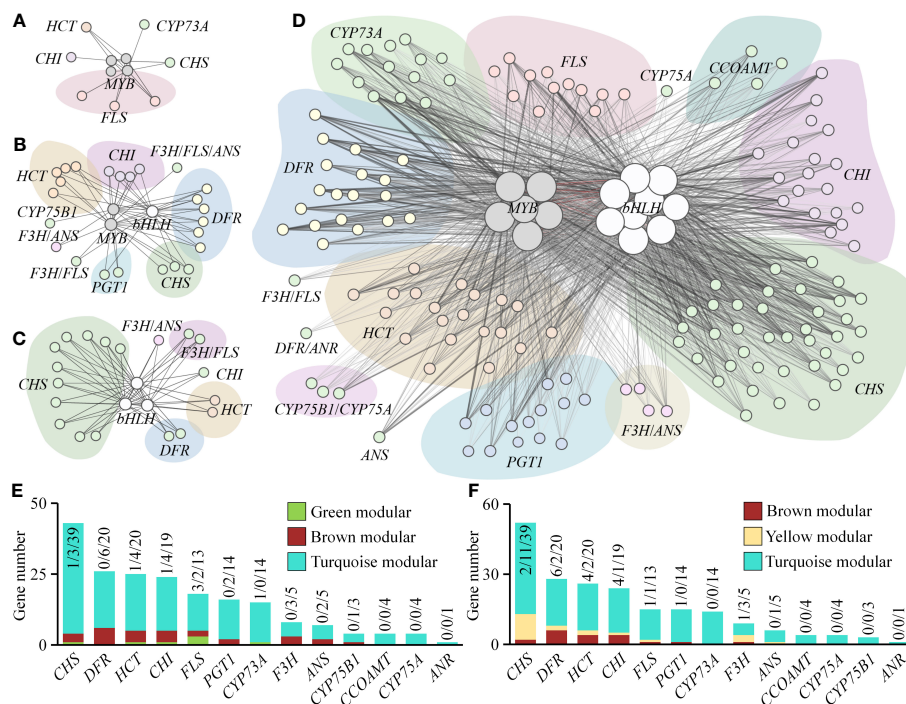 A
HCT
CYP73A
CHI
CHS
MYB
FLS
B
CHI
F3H/FLS/ANS
HCT
DFR
CYP75B1
bHLH
F3H/ANS
MYB
F3H/FLS
PGT1
CHS
C
F3H/ANS
F3H/FLS
CHS
CHI
HCT
bHLH
DFR
D
CYP73A
FLS
CYP75A
CCOAMT
DFR
CHI
MYB
bHLH
F3H/FLS
HCT
DFR/ANR
CHS
CYP75B1/CYP75A
F3H/ANS
ANS
PGT1
E
Gene number
50
25
0
1/3/39
0/6/20
1/4/20
1/4/19
3/2/13
0/2/14
1/0/14
0/3/5
0/2/5
0/1/3
0/0/4
0/0/4
0/0/1
Green modular
Brown modular
Turquoise modular
CHS
DFR
HCT
CHI
FLS
PGT1
CYP73A
F3H
ANS
CYP75B1
CCOAMT
CYP75A
ANR
F
Gene number
60
30
0
2/11/39
6/2/20
4/2/20
4/1/19
1/1/13
1/0/14
0/0/14
1/3/5
0/1/5
0/0/4
0/0/4
0/0/3
0/0/1
Brown modular
Yellow modular
Turquoise modular
CHS
DFR
HCT
CHI
FLS
PGT1
CYP73A
F3H
ANS
CCOAMT
CYP75A
CYP75B1
ANR